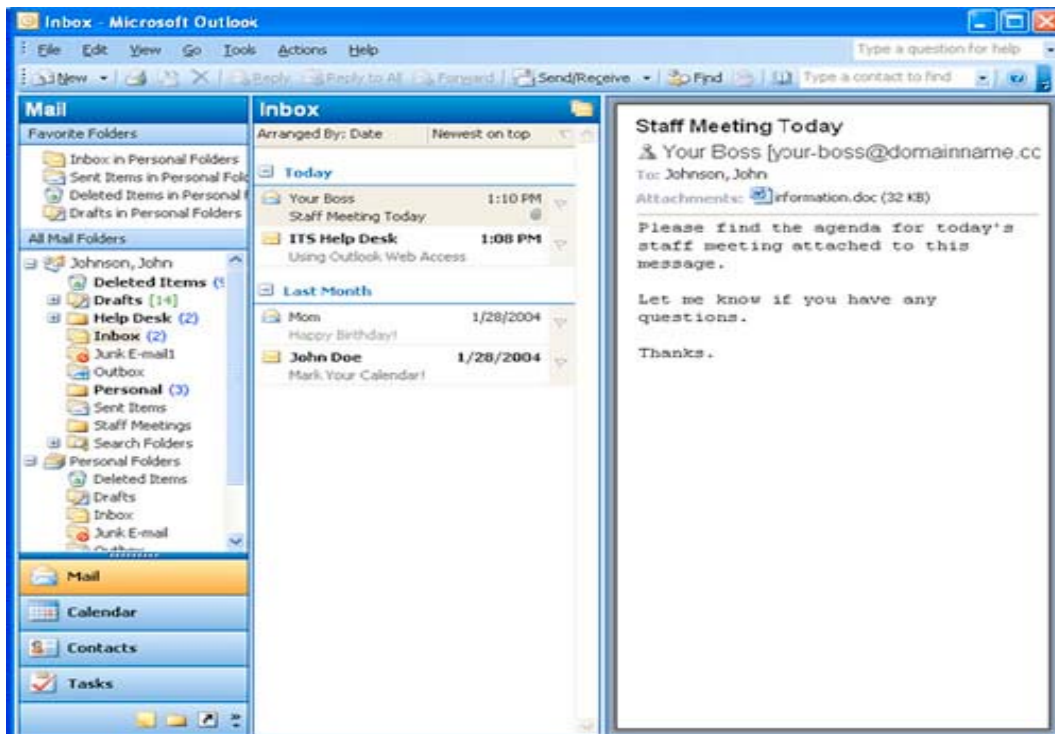 Inbox - Microsoft Outlook
File Edit View Go Tools Actions Help Type a question for help
New Reply Reply to All Forward Send/Receive Find Type a contact to find
Mail
Favorite Folders
Inbox in Personal Folders
Sent Items in Personal Fold
Deleted Items in Personal F
Drafts in Personal Folders
All Mail Folders
Johnson, John
Deleted Items
Drafts [14]
Help Desk (2)
Inbox (2)
Junk E-mail1
Outbox
Personal (3)
Sent Items
Staff Meetings
Search Folders
Personal Folders
Deleted Items
Drafts
Inbox
Junk E-mail
Outbox
Mail
Calendar
Contacts
Tasks
Inbox
Arranged By: Date Newest on top
Today
Your Boss 1:10 PM
Staff Meeting Today
ITS Help Desk 1:08 PM
Using Outlook Web Access
Last Month
Mom 1/28/2004
Happy Birthday!
John Doe 1/28/2004
Mark Your Calendar!
Staff Meeting Today
Your Boss [your-boss@domainname.cc
To: Johnson, John
Attachments: information.doc (32 KB)
Please find the agenda for today's
staff meeting attached to this
message.
Let me know if you have any
questions.
Thanks.